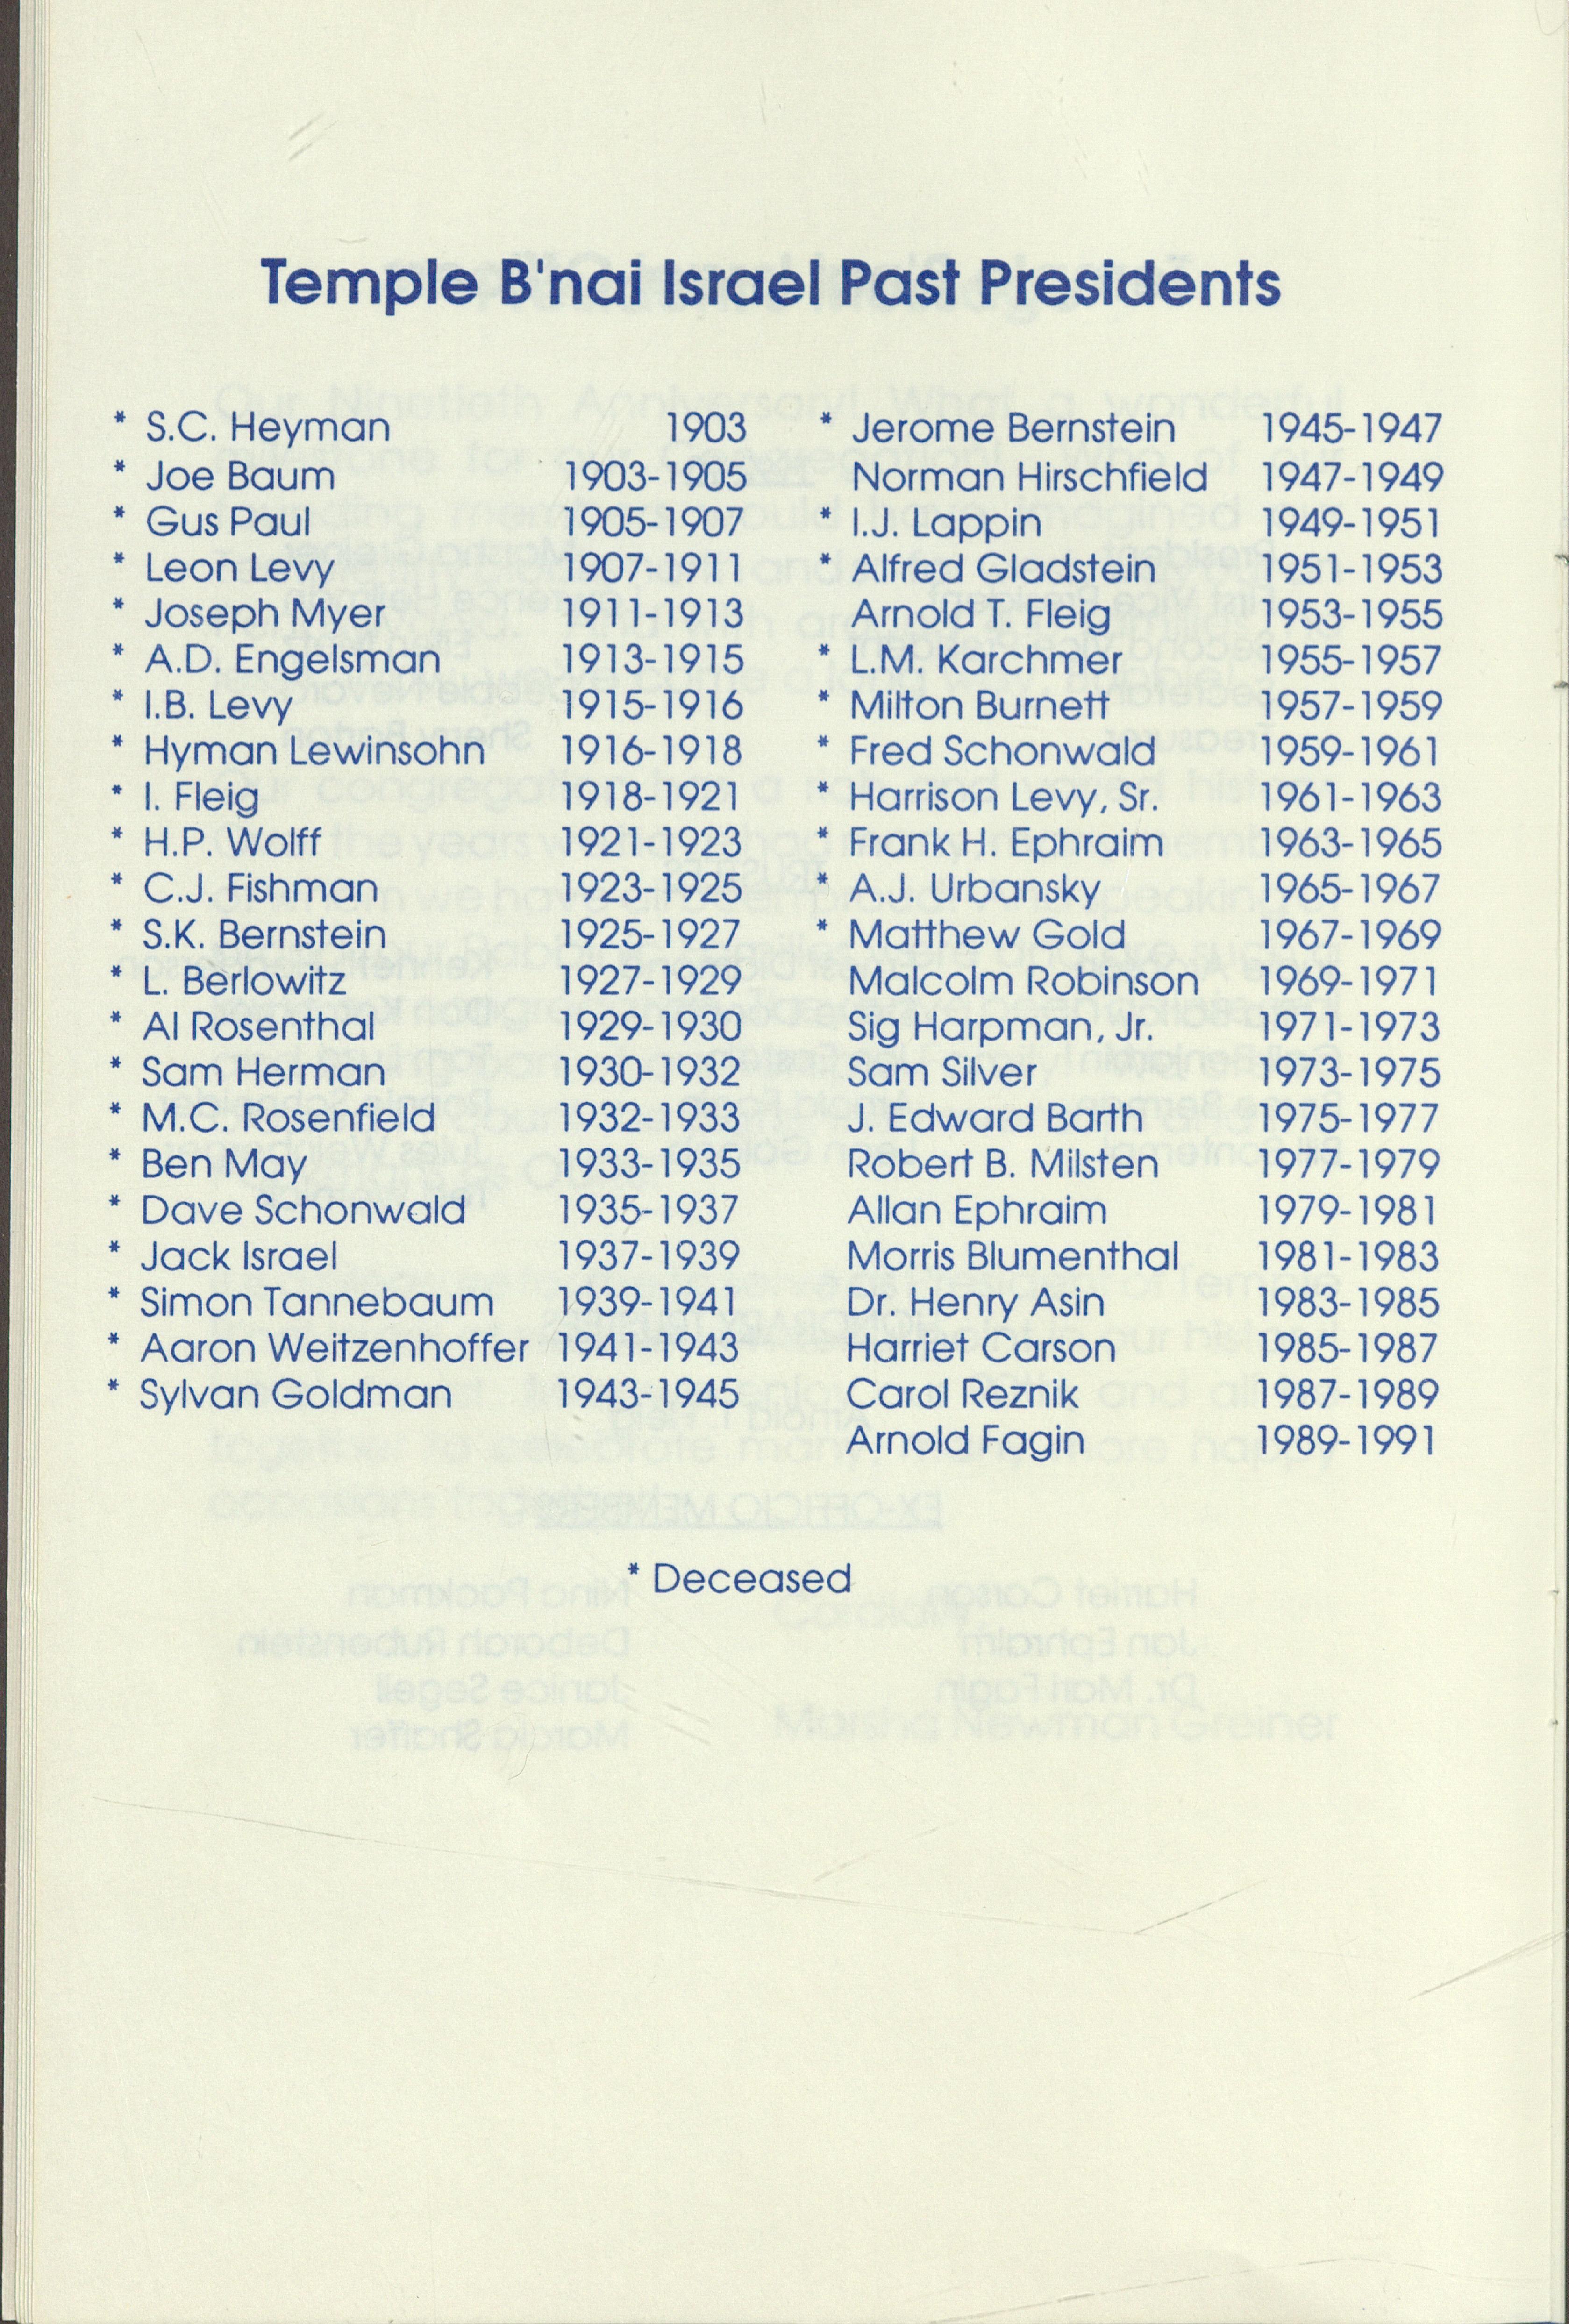 Temple B'nai Israel Past Presidents
* S.C. Heyman 1903
* Joe Baum 1903-1905
* Gus Paul 1905-1907
* Leon Levy 1907-1911
* Joseph Myer 1911-1913
* A.D. Engelsman 1913-1915
* I.B. Levy 1915-1916
* Hyman Lewinsohn 1916-1918
* I. Fleig 1918-1921
* H.P. Wolff 1921-1923
* C.J. Fishman 1923-1925
* S.K. Bernstein 1925-1927
* L. Berlowitz 1927-1929
* Al Rosenthal 1929-1930
* Sam Herman 1930-1932
* M.C. Rosenfield 1932-1933
* Ben May 1933-1935
* Dave Schonwald 1935-1937
* Jack Israel 1937-1939
* Simon Tannebaum 1939-1941
* Aaron Weitzenhoffer 1941-1943
* Sylvan Goldman 1943-1945
* Jerome Bernstein 1945-1947
Norman Hirschfield 1947-1949
* I.J. Lappin 1949-1951
* Alfred Gladstein 1951-1953
Arnold T. Fleig 1953-1955
* L.M. Karchmer 1955-1957
* Milton Burnett 1957-1959
* Fred Schonwald 1959-1961
* Harrison Levy, Sr. 1961-1963
* Frank H. Ephraim 1963-1965
* A.J. Urbansky 1965-1967
* Matthew Gold 1967-1969
Malcolm Robinson 1969-1971
Sig Harpman, Jr. 1971-1973
Sam Silver 1973-1975
J. Edward Barth 1975-1977
Robert B. Milsten 1977-1979
Allan Ephraim 1979-1981
Morris Blumenthal 1981-1983
Dr. Henry Asin 1983-1985
Harriet Carson 1985-1987
Carol Reznik 1987-1989
Arnold Fagin 1989-1991
* Deceased